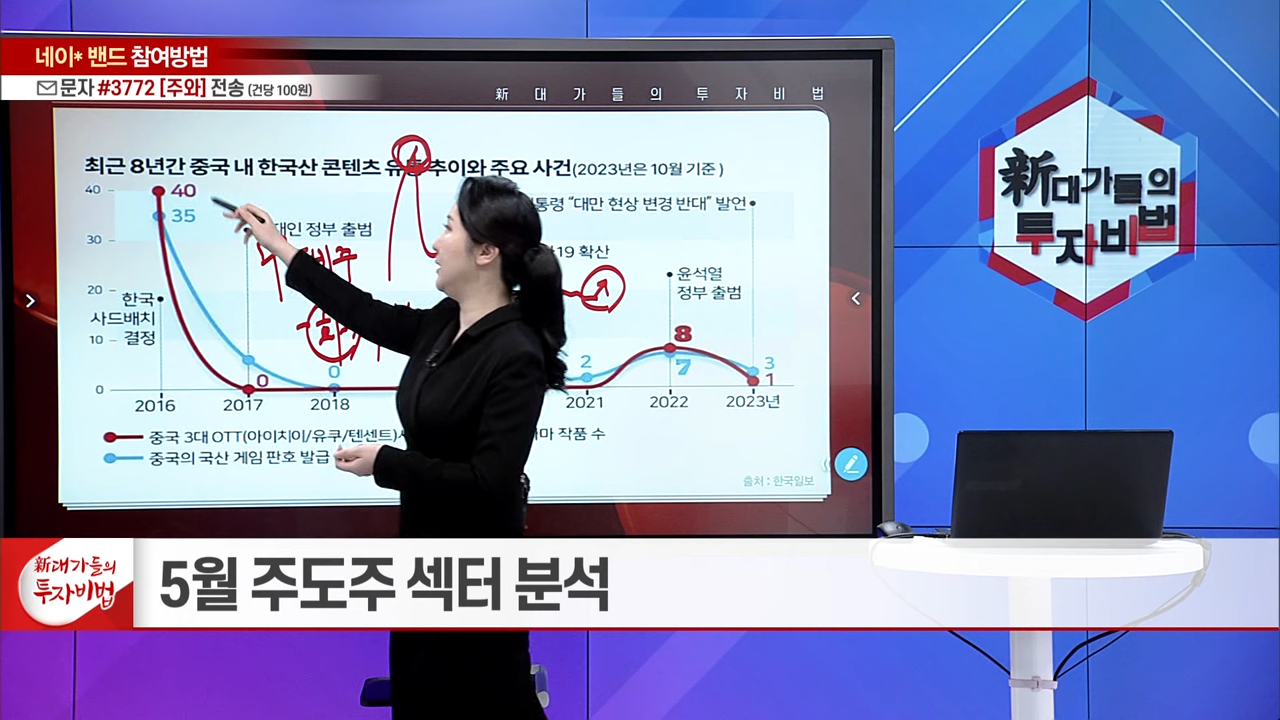 네이* 밴드 참여방법
문자 #3772 [주와] 전송 (건당 100원)
新 대 가 들 의 투 자 비 법
최근 8년간 중국 내 한국산 콘텐츠 추이와 주요 사건(2023년은 10월 기준 )
40
30
20
10
0
40
35
재인 정부 출범
통령 “대만 현상 변경 반대” 발언
19 확산
윤석열
정부 출범
한국
사드배치
결정
0
0
2
8
7
3
1
2016
2017
2018
2021
2022
2023년
중국 3대 OTT(아이치이/유쿠/텐센트)
마 작품 수
중국의 국산 게임 판호 발급
출처 : 한국일보
新대가들의
투자비법
新대가들의
투자비법
5월 주도주 섹터 분석